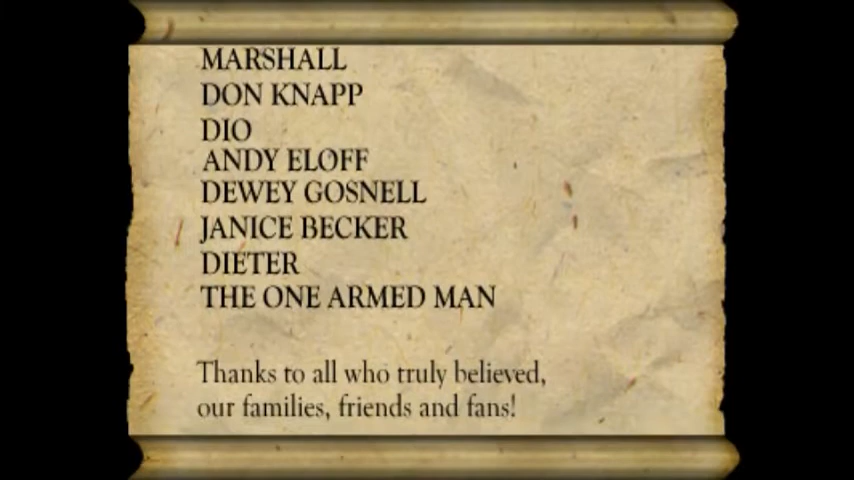 MARSHALL
DON KNAPP
DIO
ANDY ELOFF
DEWEY GOSNELL
JANICE BECKER
DIETER
THE ONE ARMED MAN
Thanks to all who truly believed,
our families, friends and fans!